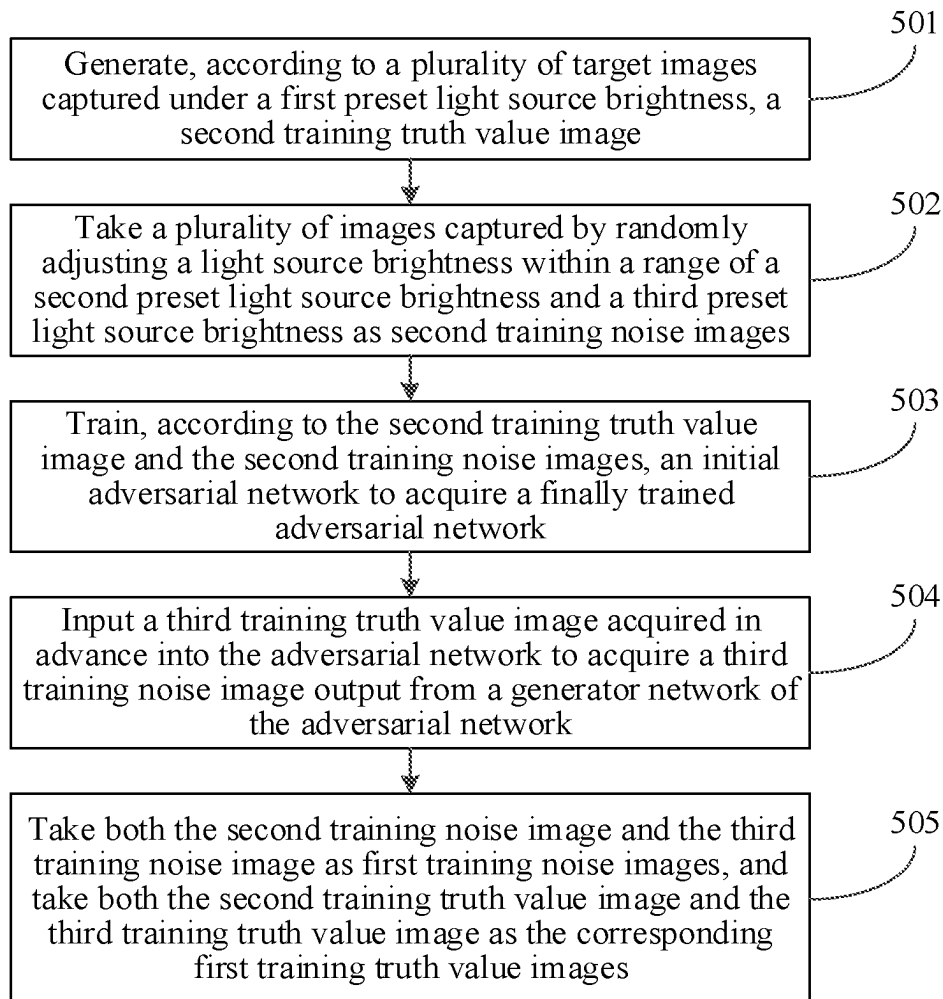 501
Generate, according to a plurality of target images
captured under a first preset light source brightness, a
second training truth value image
502
Take a plurality of images captured by randomly
adjusting a light source brightness within a range of a
second preset light source brightness and a third preset
light source brightness as second training noise images
503
Train, according to the second training truth value
image and the second training noise images, an initial
adversarial network to acquire a finally trained
adversarial network
504
Input a third training truth value image acquired in
advance into the adversarial network to acquire a third
training noise image output from a generator network of
the adversarial network
505
Take both the second training noise image and the third
training noise image as first training noise images, and
take both the second training truth value image and the
third training truth value image as the corresponding
first training truth value images